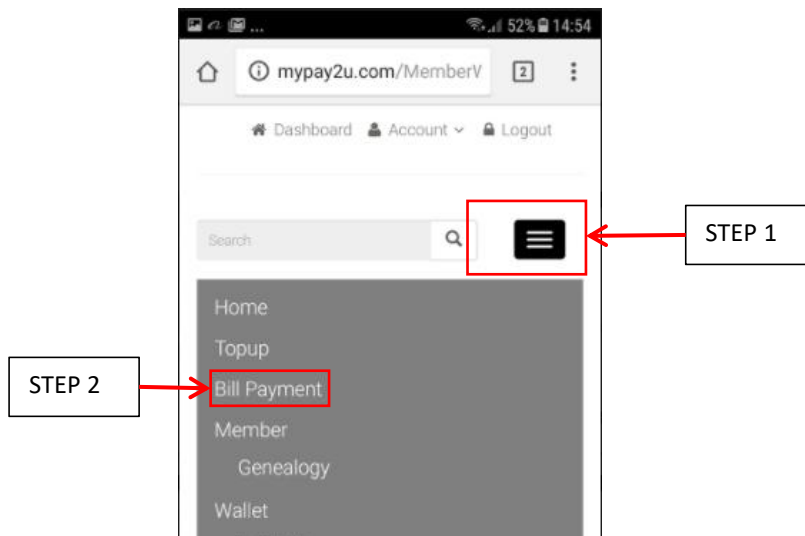 ... 52% 14:54
mypay2u.com/MemberV 2
Dashboard Account Logout
Search
STEP 1
Home
Topup
STEP 2
Bill Payment
Member
Genealogy
Wallet